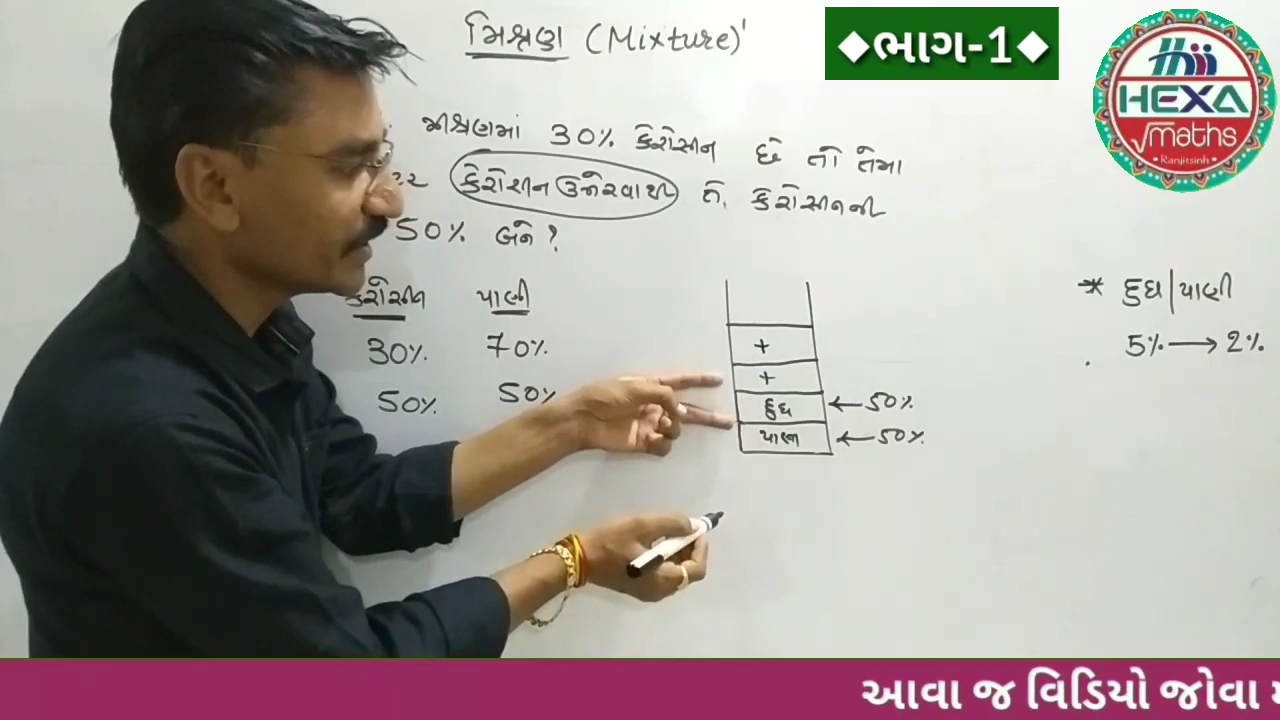 મિશ્રણ (Mixture)'
◆ભાગ-1◆
HEXA
√maths
• Ranjitsinh •
મિશ્રણમાં 30% કેરોસીન છે તો તેમા
કેરોસીન ઉમેરવાથી તે કેરોસીનની
50% બને ?
કેરોસીન પાણી
30% 70%
50% 50%
+
+
દુધ ← 50%
પાણી ← 50%
* દુધ|પાણી
5% → 2%
આવા જ વિડિયો જોવા